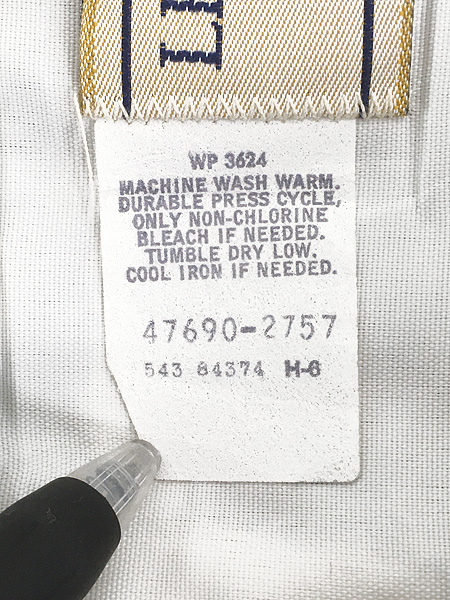 WP 3624
MACHINE WASH WARM.
DURABLE PRESS CYCLE,
ONLY NON-CHLORINE
BLEACH IF NEEDED.
TUMBLE DRY LOW.
COOL IRON IF NEEDED.
47690-2757
543 84374 H-6